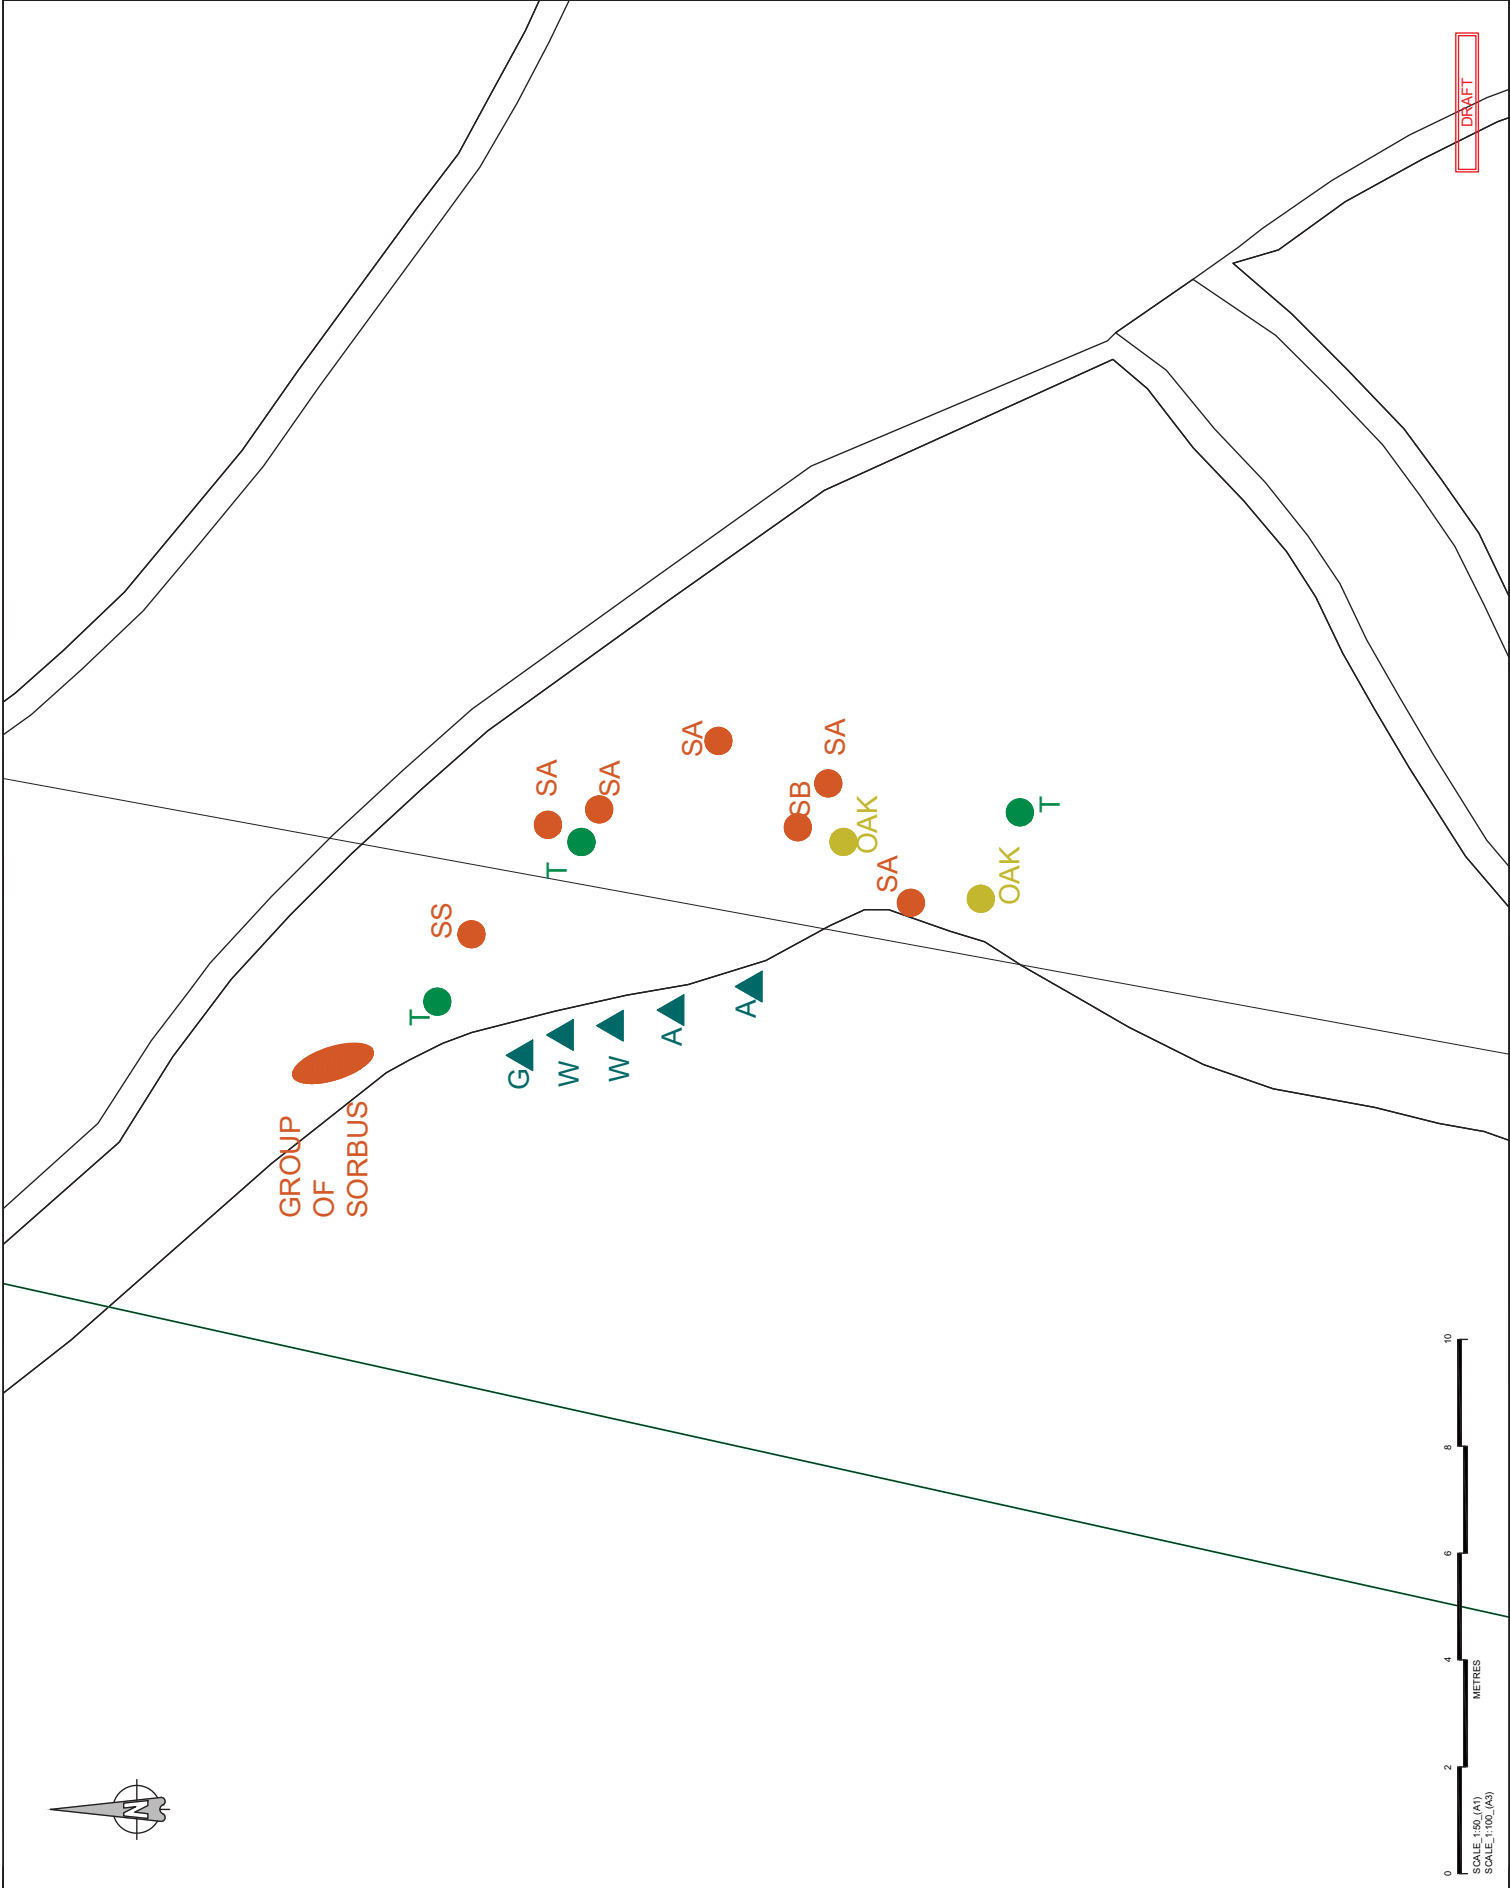 N
GROUP
OF
SORBUS
T
SS
G
SA
T
W
SA
W
A
SA
A
SB
SA
OAK
SA
OAK
T
0 2 4 6 8 10
DRAFT
SCALE_1:50_(A1)
METRES
SCALE_1:100_(A3)